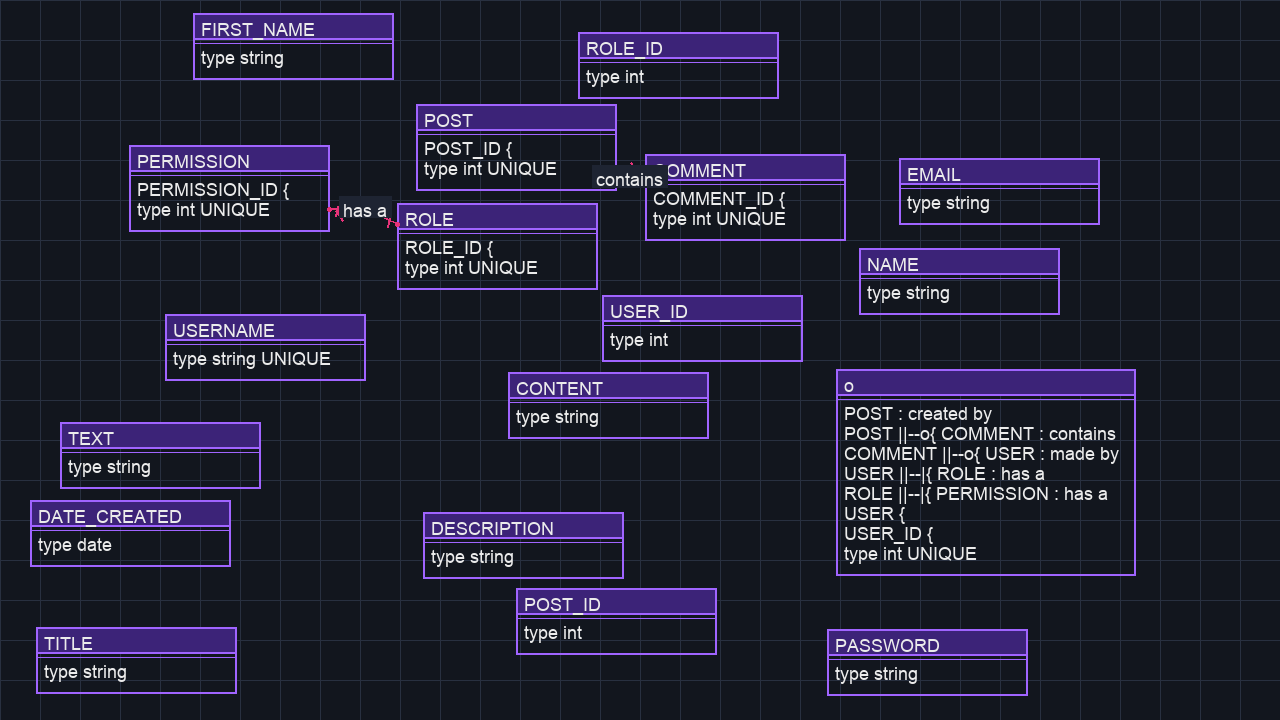 FIRST_NAME
type string
ROLE_ID
type int
POST
POST_ID {
type int UNIQUE
PERMISSION
PERMISSION_ID {
type int UNIQUE
contains
COMMENT
COMMENT_ID {
type int UNIQUE
EMAIL
type string
has a
ROLE
ROLE_ID {
type int UNIQUE
NAME
type string
USER_ID
type int
USERNAME
type string UNIQUE
CONTENT
type string
o
POST : created by
POST ||--o{ COMMENT : contains
COMMENT ||--o{ USER : made by
USER ||--|{ ROLE : has a
ROLE ||--|{ PERMISSION : has a
USER {
USER_ID {
type int UNIQUE
TEXT
type string
DATE_CREATED
type date
DESCRIPTION
type string
POST_ID
type int
TITLE
type string
PASSWORD
type string